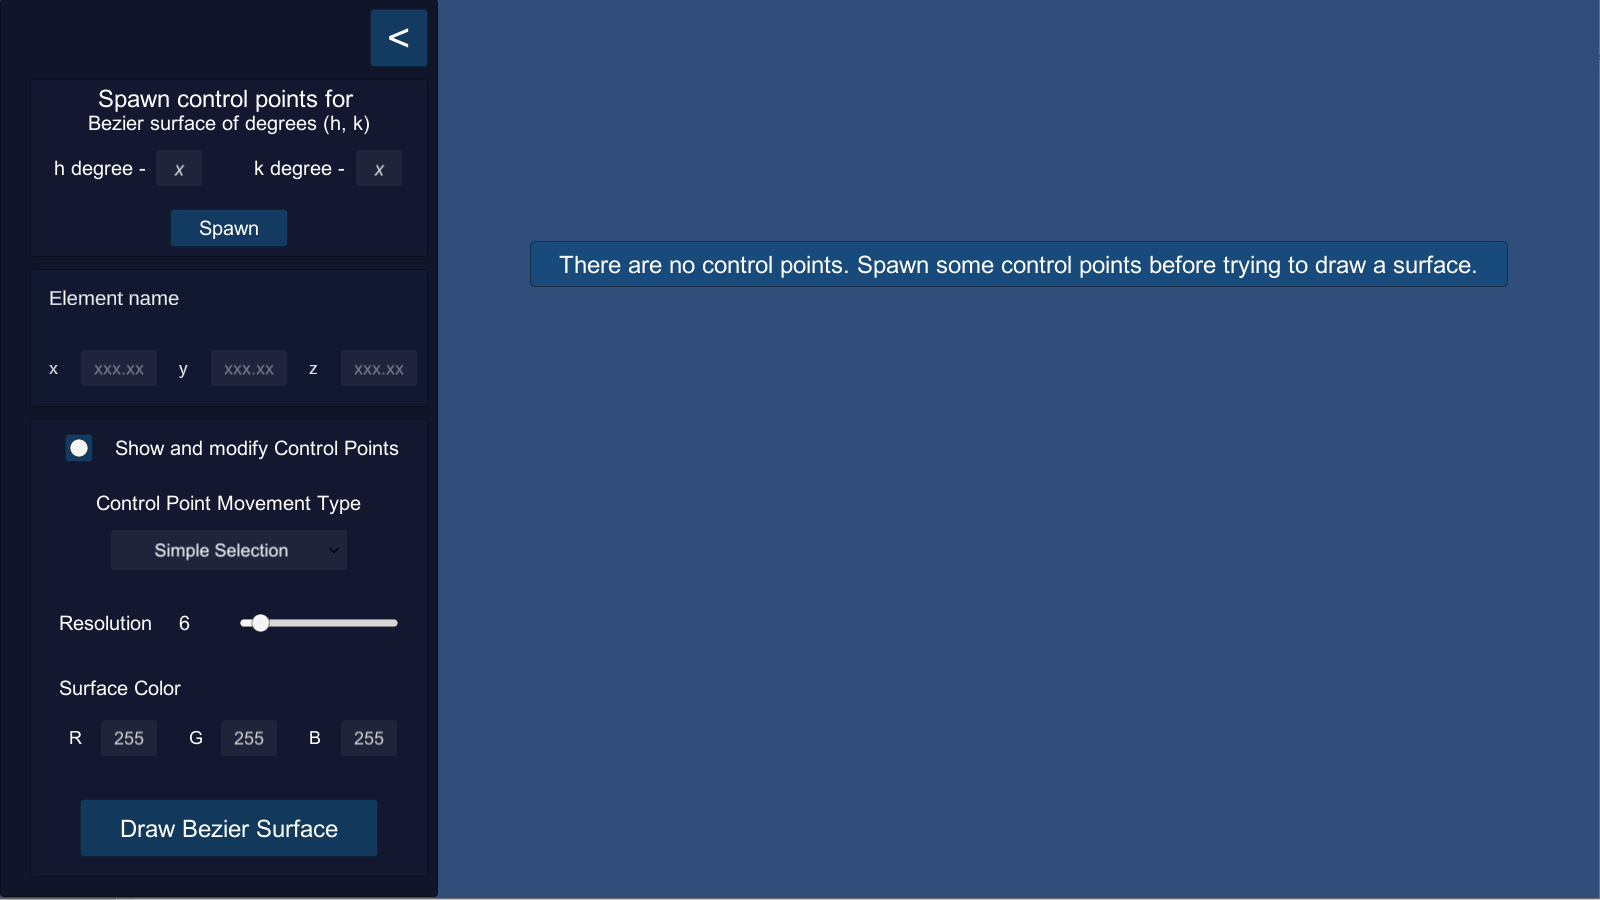 <
Spawn control points for
Bezier surface of degrees (h, k)
h degree - x k degree - x
Spawn
There are no control points. Spawn some control points before trying to draw a surface.
Element name
x xxx.xx y xxx.xx z xxx.xx
Show and modify Control Points
Control Point Movement Type
Simple Selection
Resolution 6
Surface Color
R 255 G 255 B 255
Draw Bezier Surface